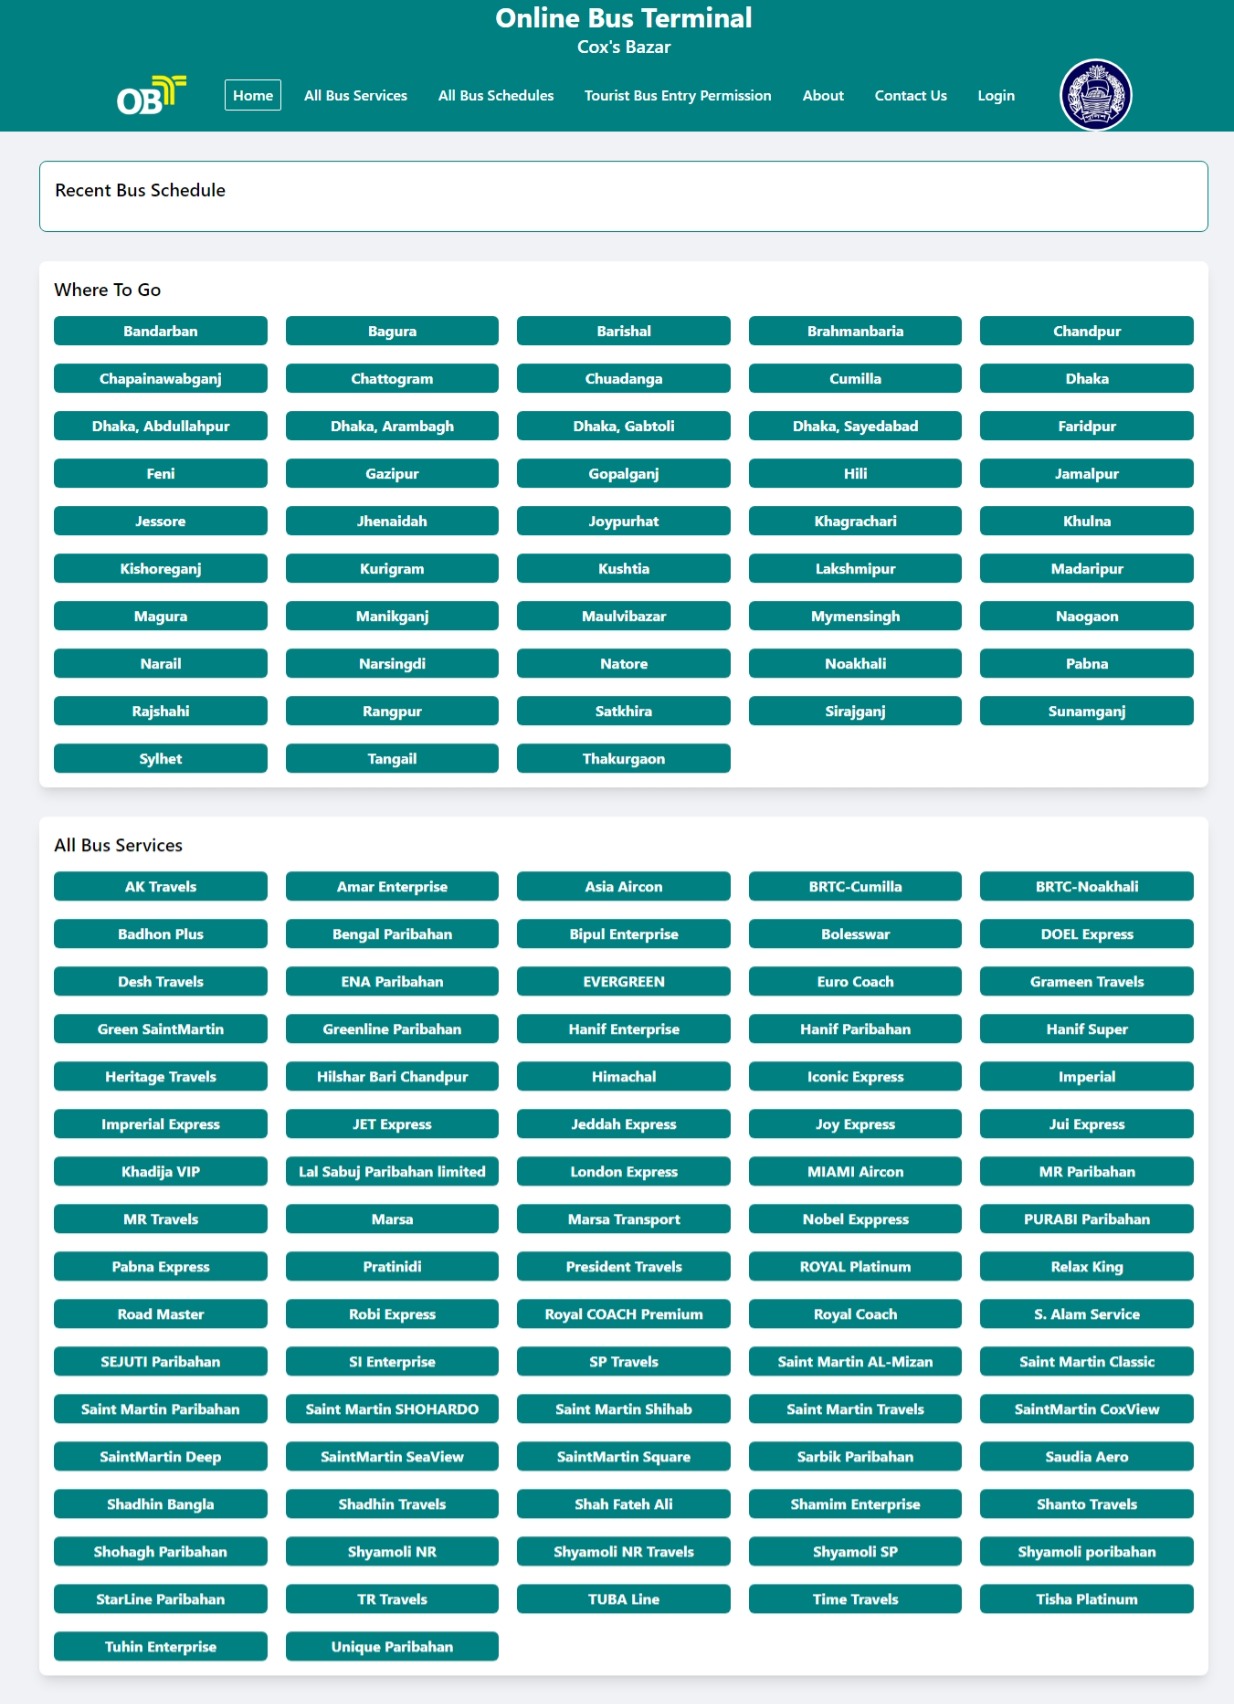 Online Bus Terminal
Cox's Bazar
OBT
Home All Bus Services All Bus Schedules Tourist Bus Entry Permission About Contact Us Login
Recent Bus Schedule
Where To Go
Bandarban Bagura Barishal Brahmanbaria Chandpur
Chapainawabganj Chattogram Chuadanga Cumilla Dhaka
Dhaka, Abdullahpur Dhaka, Arambagh Dhaka, Gabtoli Dhaka, Sayedabad Faridpur
Feni Gazipur Gopalganj Hili Jamalpur
Jessore Jhenaidah Joypurhat Khagrachari Khulna
Kishoreganj Kurigram Kushtia Lakshmipur Madaripur
Magura Manikganj Maulvibazar Mymensingh Naogaon
Narail Narsingdi Natore Noakhali Pabna
Rajshahi Rangpur Satkhira Sirajganj Sunamganj
Sylhet Tangail Thakurgaon
All Bus Services
AK Travels Amar Enterprise Asia Aircon BRTC-Cumilla BRTC-Noakhali
Badhon Plus Bengal Paribahan Bipul Enterprise Bolesswar DOEL Express
Desh Travels ENA Paribahan EVERGREEN Euro Coach Grameen Travels
Green SaintMartin Greenline Paribahan Hanif Enterprise Hanif Paribahan Hanif Super
Heritage Travels Hilshar Bari Chandpur Himachal Iconic Express Imperial
Imprerial Express JET Express Jeddah Express Joy Express Jui Express
Khadija VIP Lal Sabuj Paribahan limited London Express MIAMI Aircon MR Paribahan
MR Travels Marsa Marsa Transport Nobel Exppress PURABI Paribahan
Pabna Express Pratinidi President Travels ROYAL Platinum Relax King
Road Master Robi Express Royal COACH Premium Royal Coach S. Alam Service
SEJUTI Paribahan SI Enterprise SP Travels Saint Martin AL-Mizan Saint Martin Classic
Saint Martin Paribahan Saint Martin SHOHARDO Saint Martin Shihab Saint Martin Travels SaintMartin CoxView
SaintMartin Deep SaintMartin SeaView SaintMartin Square Sarbik Paribahan Saudia Aero
Shadhin Bangla Shadhin Travels Shah Fateh Ali Shamim Enterprise Shanto Travels
Shohagh Paribahan Shyamoli NR Shyamoli NR Travels Shyamoli SP Shyamoli poribahan
StarLine Paribahan TR Travels TUBA Line Time Travels Tisha Platinum
Tuhin Enterprise Unique Paribahan